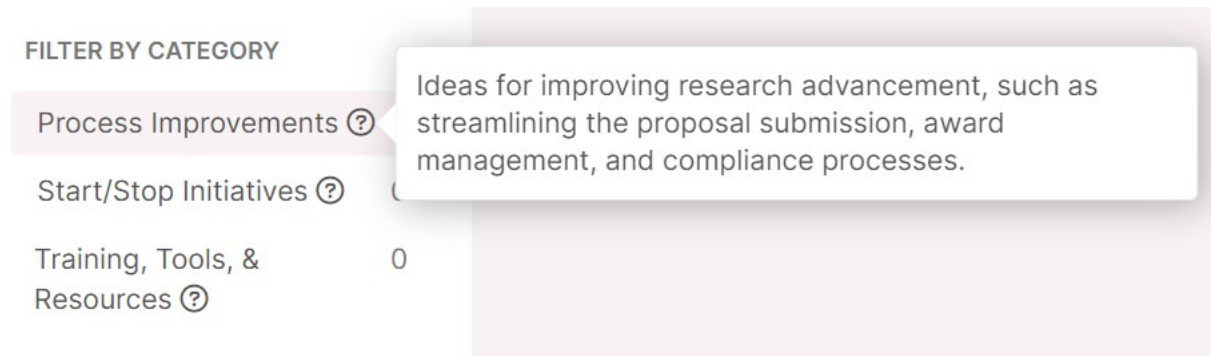 FILTER BY CATEGORY
Process Improvements ?
Ideas for improving research advancement, such as
streamlining the proposal submission, award
management, and compliance processes.
Start/Stop Initiatives ?
Training, Tools, & 0
Resources ?